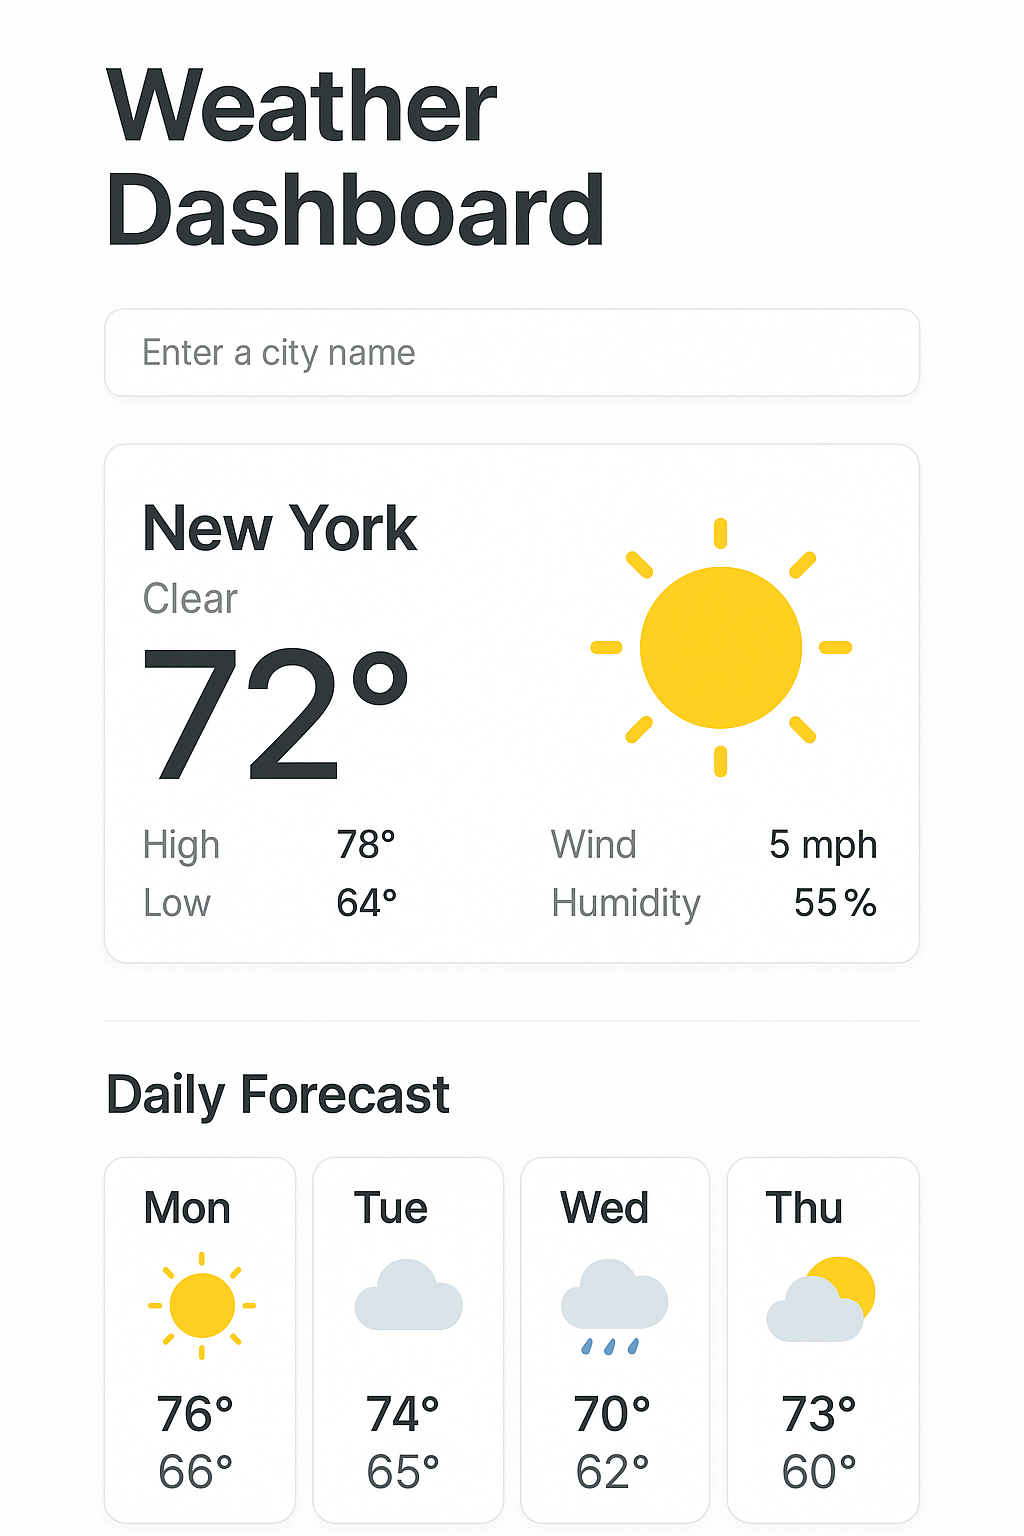 Weather
Dashboard
Enter a city name
New York
Clear
72°
High 78° Wind 5 mph
Low 64° Humidity 55%
Daily Forecast
Mon Tue Wed Thu
76° 74° 70° 73°
66° 65° 62° 60°